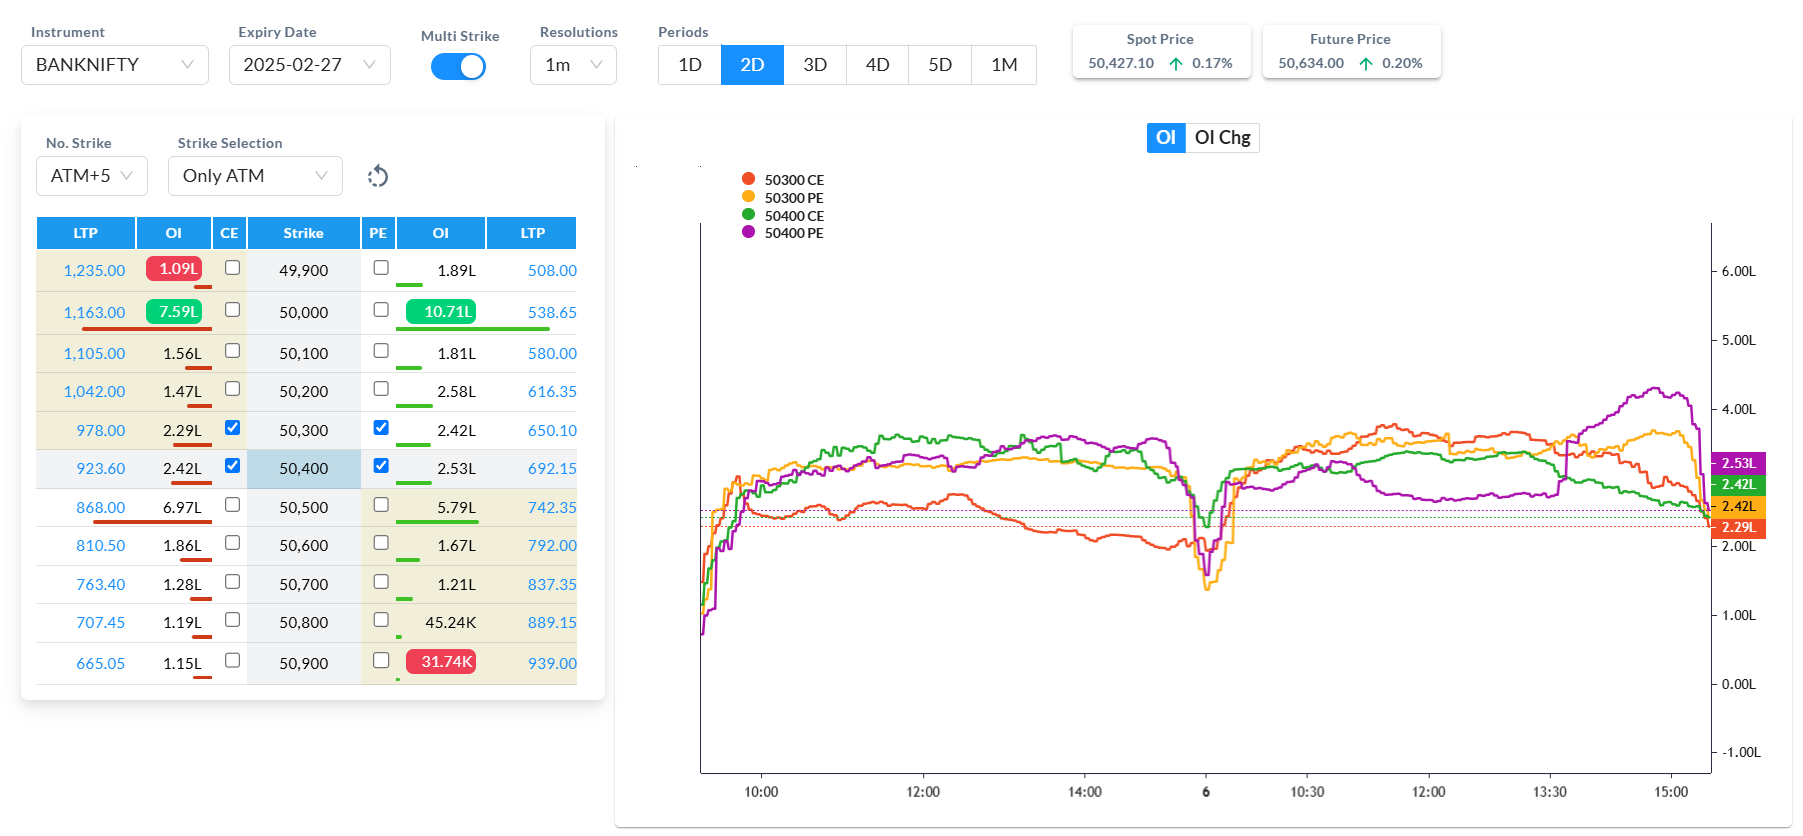 Instrument Expiry Date Multi Strike Resolutions Periods
BANKNIFTY 2025-02-27 1m 1D 2D 3D 4D 5D 1M
Spot Price
50,427.10 0.17%
Future Price
50,634.00 0.20%
No. Strike Strike Selection
ATM+5 Only ATM
LTP OI CE Strike PE OI LTP
1,235.00 1.09L 49,900 1.89L 508.00
1,163.00 7.59L 50,000 10.71L 538.65
1,105.00 1.56L 50,100 1.81L 580.00
1,042.00 1.47L 50,200 2.58L 616.35
978.00 2.29L 50,300 2.42L 650.10
923.60 2.42L 50,400 2.53L 692.15
868.00 6.97L 50,500 5.79L 742.35
810.50 1.86L 50,600 1.67L 792.00
763.40 1.28L 50,700 1.21L 837.35
707.45 1.19L 50,800 45.24K 889.15
665.05 1.15L 50,900 31.74K 939.00
OI OI Chg
50300 CE
50300 PE
50400 CE
50400 PE
6.00L
5.00L
4.00L
2.53L
2.42L
2.42L
2.29L
2.00L
1.00L
0.00L
-1.00L
10:00 12:00 14:00 6 10:30 12:00 13:30 15:00